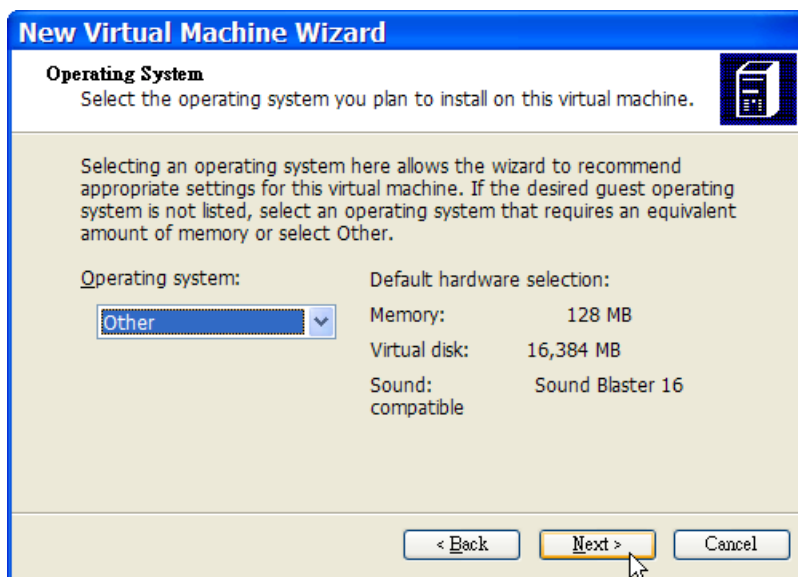 New Virtual Machine Wizard
Operating System
Select the operating system you plan to install on this virtual machine.
Selecting an operating system here allows the wizard to recommend
appropriate settings for this virtual machine. If the desired guest operating
system is not listed, select an operating system that requires an equivalent
amount of memory or select Other.
Operating system: Default hardware selection:
Other Memory: 128 MB
Virtual disk: 16,384 MB
Sound: Sound Blaster 16
compatible
< Back Next > Cancel